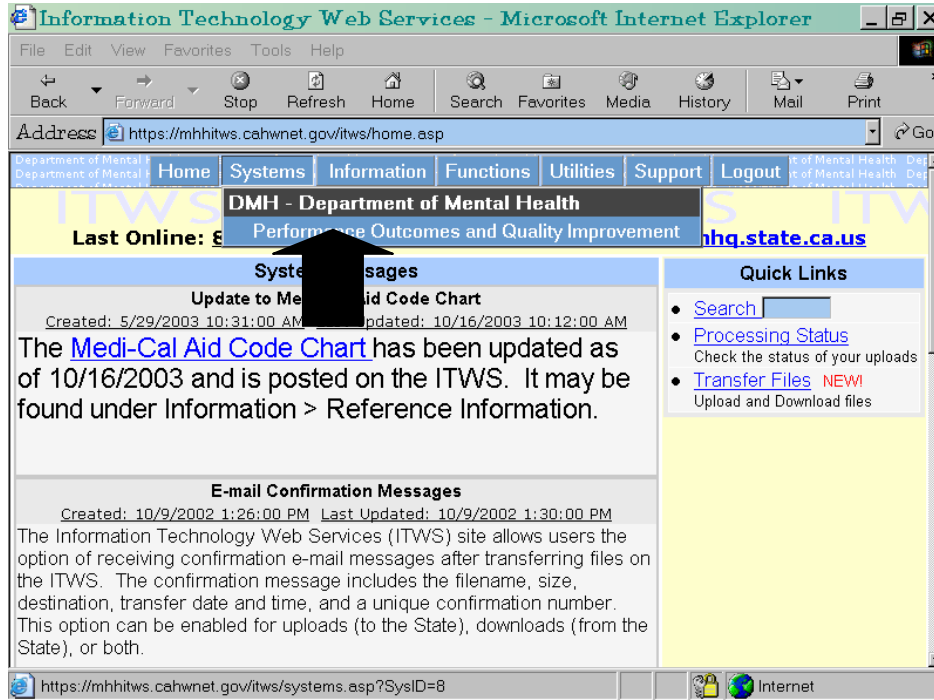 Information Technology Web Services - Microsoft Internet Explorer
File Edit View Favorites Tools Help
Back Forward Stop Refresh Home Search Favorites Media History Mail Print
Address https://mhhitws.cahwnet.gov/itws/home.asp Go
Home Systems Information Functions Utilities Support Logout
DMH - Department of Mental Health
Performance Outcomes and Quality Improvement
Last Online: hq.state.ca.us
System Messages Quick Links
Update to Me Aid Code Chart
Created: 5/29/2003 10:31:00 AM Updated: 10/16/2003 10:12:00 AM
The Medi-Cal Aid Code Chart has been updated as
of 10/16/2003 and is posted on the ITWS. It may be
found under Information > Reference Information.
Search
Processing Status
Check the status of your uploads
Transfer Files NEW!
Upload and Download files
E-mail Confirmation Messages
Created: 10/9/2002 1:26:00 PM Last Updated: 10/9/2002 1:30:00 PM
The Information Technology Web Services (ITWS) site allows users the
option of receiving confirmation e-mail messages after transferring files on
the ITWS. The confirmation message includes the filename, size,
destination, transfer date and time, and a unique confirmation number.
This option can be enabled for uploads (to the State), downloads (from the
State), or both.
https://mhhitws.cahwnet.gov/itws/systems.asp?SysID=8 Internet